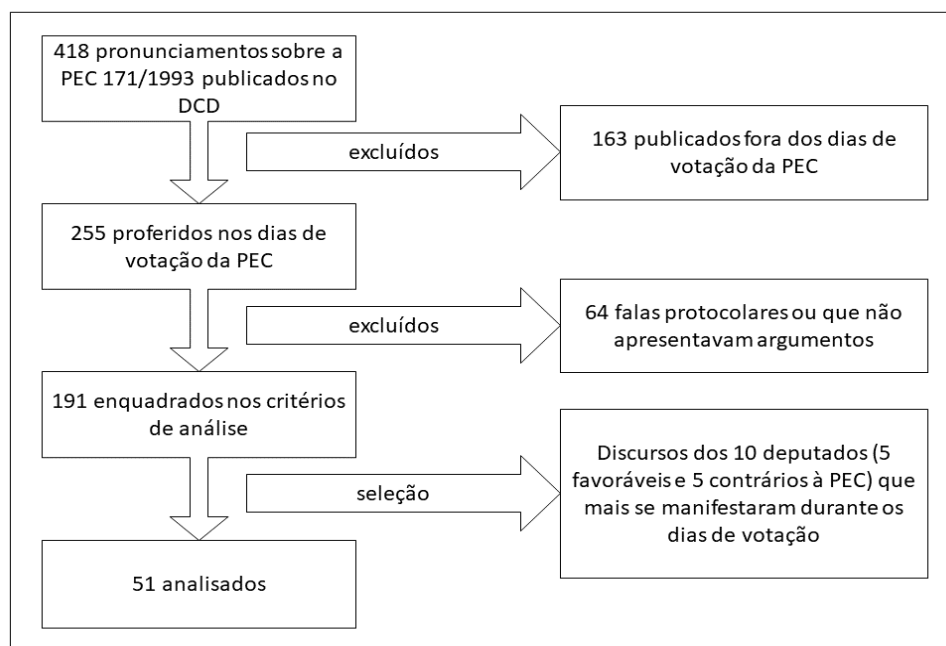 418 pronunciamentos sobre a
PEC 171/1993 publicados no
DCD
excluídos
163 publicados fora dos dias de
votação da PEC
255 proferidos nos dias de
votação da PEC
excluídos
64 falas protocolares ou que não
apresentavam argumentos
191 enquadrados nos critérios
de análise
seleção
Discursos dos 10 deputados (5
favoráveis e 5 contrários à PEC) que
mais se manifestaram durante os
dias de votação
51 analisados